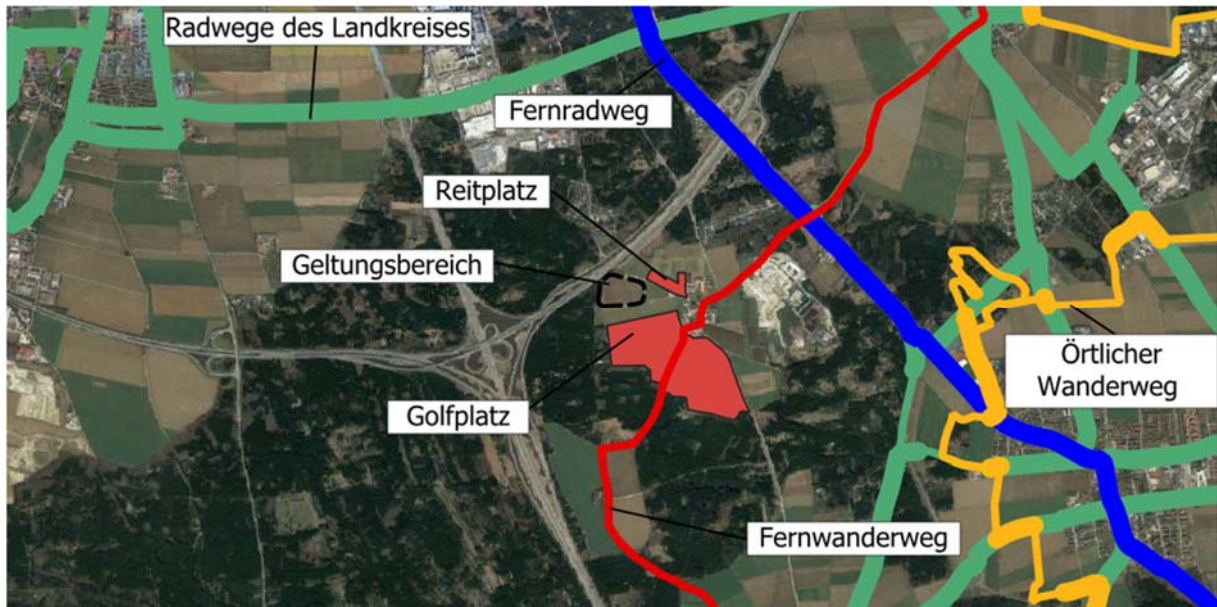 Radwege des Landkreises
Fernradweg
Reitplatz
Geltungsbereich
Örtlicher
Wanderweg
Golfplatz
Fernwanderweg